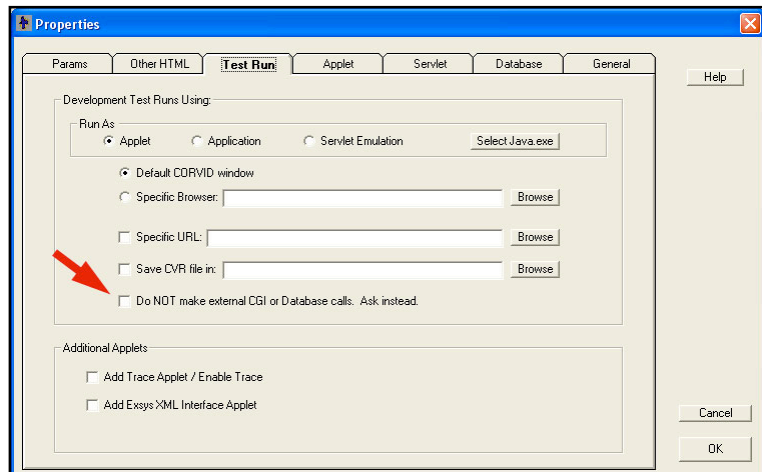 Properties
Params Other HTML Test Run Applet Servlet Database General
Help
Development Test Runs Using:
Run As
Applet Application Servlet Emulation Select Java.exe
Default CORVID window
Specific Browser: Browse
Specific URL: Browse
Save CVR file in: Browse
Do NOT make external CGI or Database calls. Ask instead.
Additional Applets
Add Trace Applet / Enable Trace
Add Exsys XML Interface Applet
Cancel
OK